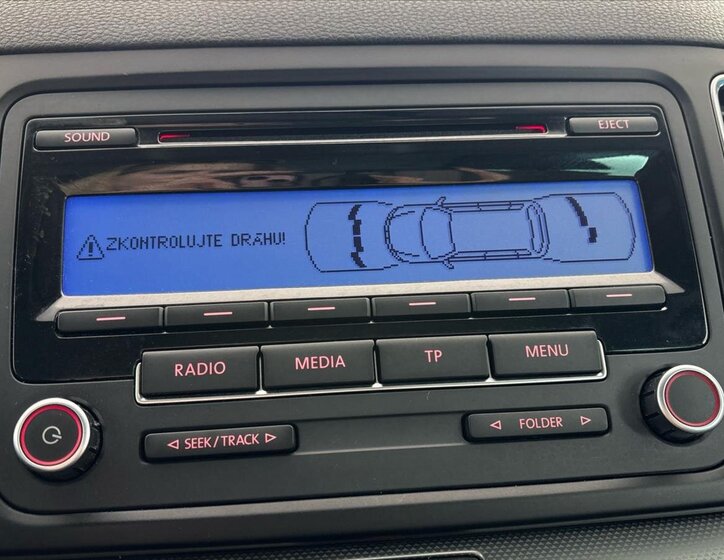 SOUND
EJECT
ZKONTROLUJTE DRÁHU!
RADIO
MEDIA
TP
MENU
SEEK/TRACK
FOLDER